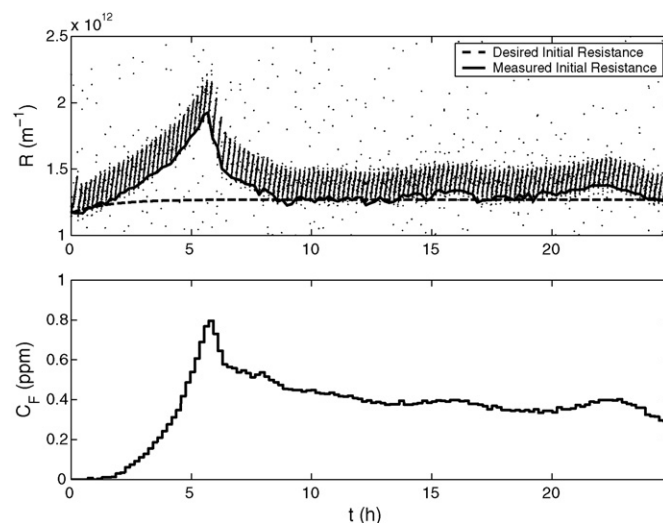 x 10^12
2.5
Desired Initial Resistance
Measured Initial Resistance
2
R (m^-1)
1.5
1
0 5 10 15 20
1
0.8
0.6
C_F (ppm)
0.4
0.2
0
0 5 10 15 20
t (h)